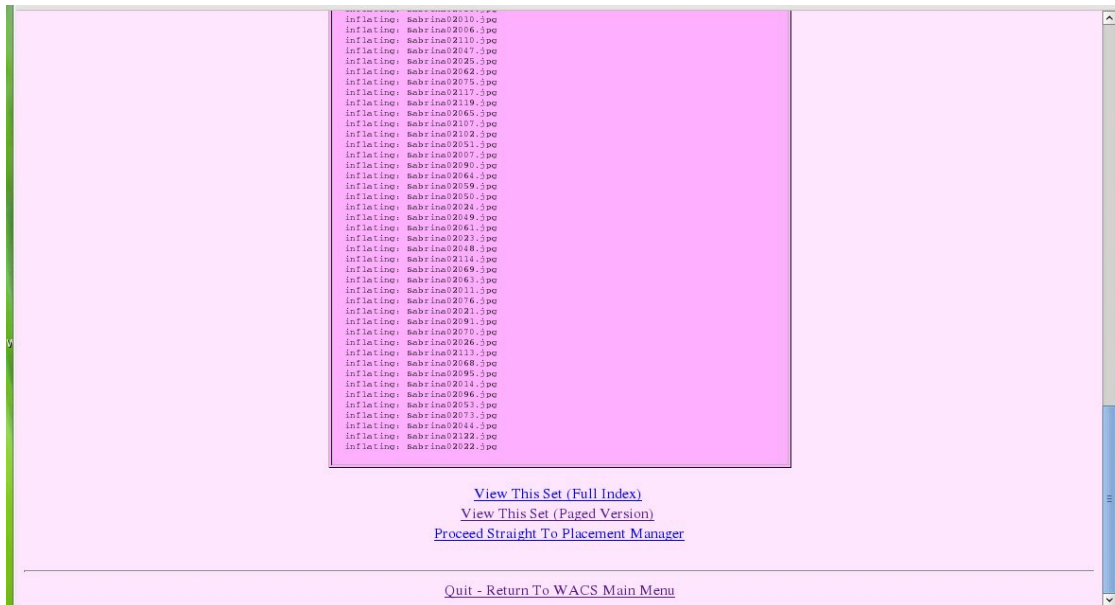 inflating: Sabrina02010.jpg
inflating: Sabrina02006.jpg
inflating: Sabrina02110.jpg
inflating: Sabrina02047.jpg
inflating: Sabrina02025.jpg
inflating: Sabrina02062.jpg
inflating: Sabrina02075.jpg
inflating: Sabrina02117.jpg
inflating: Sabrina02119.jpg
inflating: Sabrina02065.jpg
inflating: Sabrina02107.jpg
inflating: Sabrina02102.jpg
inflating: Sabrina02051.jpg
inflating: Sabrina02007.jpg
inflating: Sabrina02090.jpg
inflating: Sabrina02064.jpg
inflating: Sabrina02059.jpg
inflating: Sabrina02050.jpg
inflating: Sabrina02024.jpg
inflating: Sabrina02049.jpg
inflating: Sabrina02061.jpg
inflating: Sabrina02023.jpg
inflating: Sabrina02048.jpg
inflating: Sabrina02114.jpg
inflating: Sabrina02069.jpg
inflating: Sabrina02063.jpg
inflating: Sabrina02011.jpg
inflating: Sabrina02076.jpg
inflating: Sabrina02021.jpg
inflating: Sabrina02091.jpg
inflating: Sabrina02070.jpg
inflating: Sabrina02026.jpg
inflating: Sabrina02113.jpg
inflating: Sabrina02068.jpg
inflating: Sabrina02095.jpg
inflating: Sabrina02014.jpg
inflating: Sabrina02096.jpg
inflating: Sabrina02053.jpg
inflating: Sabrina02073.jpg
inflating: Sabrina02044.jpg
inflating: Sabrina02122.jpg
inflating: Sabrina02022.jpg
View This Set (Full Index)
View This Set (Paged Version)
Proceed Straight To Placement Manager
Quit - Return To WACS Main Menu